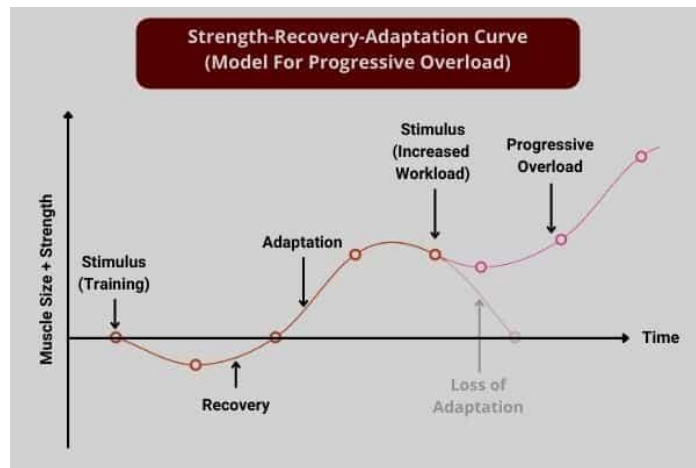 Strength-Recovery-Adaptation Curve
(Model For Progressive Overload)
Muscle Size + Strength
Stimulus
(Training)
Recovery
Adaptation
Stimulus
(Increased
Workload)
Progressive
Overload
Loss of
Adaptation
Time